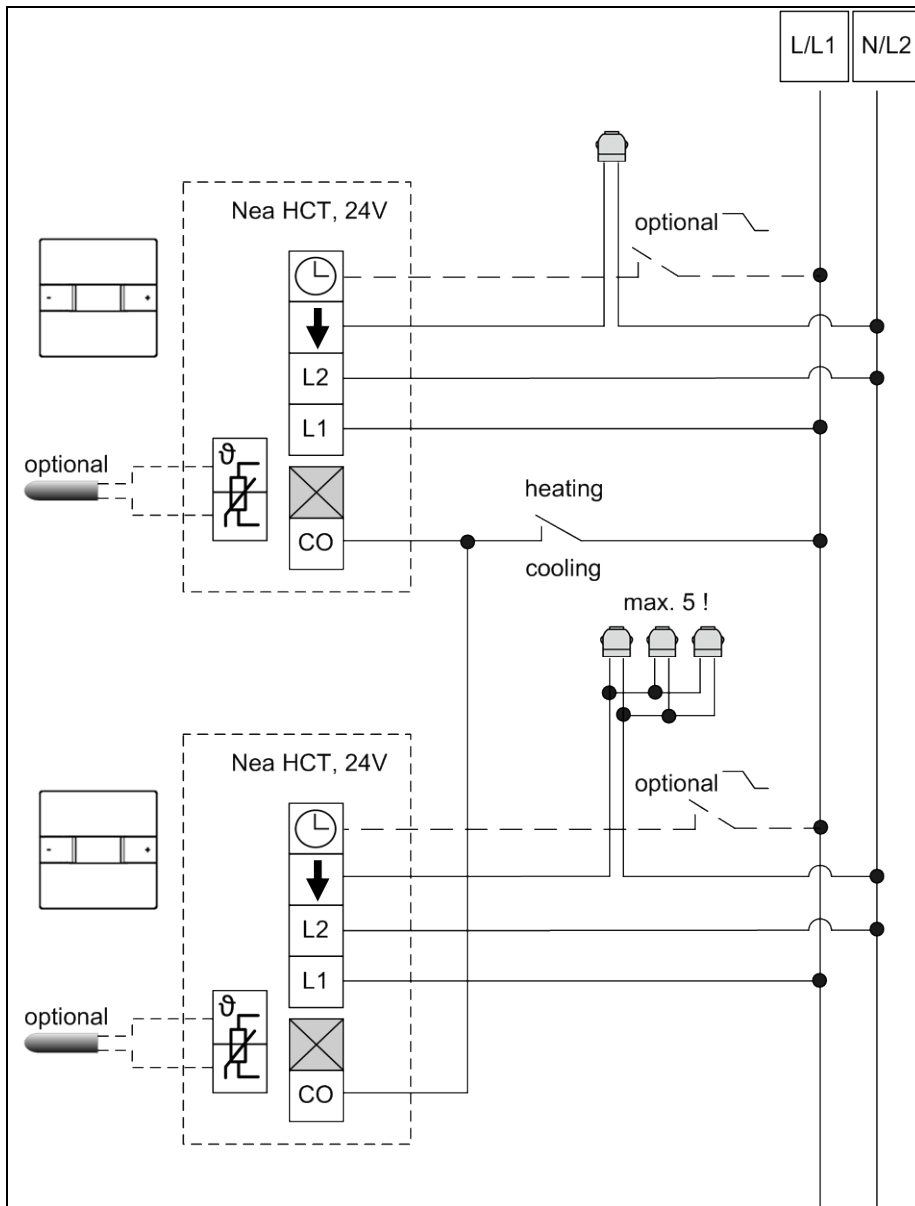 L/L1 N/L2
Nea HCT, 24V
optional
- +
L2
L1
optional
ϑ
heating
CO
cooling
max. 5 !
Nea HCT, 24V
optional
- +
L2
L1
optional
ϑ
CO